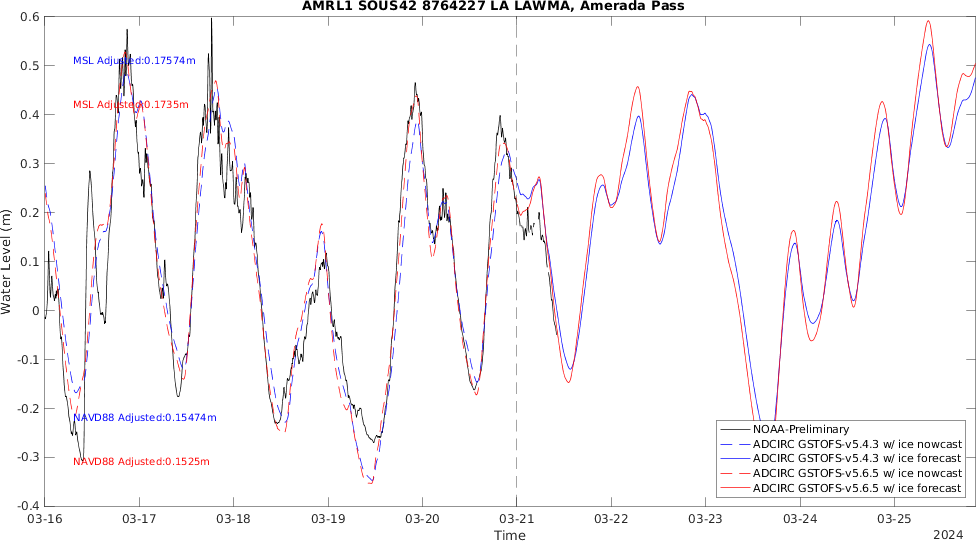 AMRL1 SOUS42 8764227 LA LAWMA, Amerada Pass
0.6
0.5
0.4
0.3
0.2
0.1
0
-0.1
-0.2
-0.3
-0.4
Water Level (m)
MSL Adjusted:0.17574m
MSL Adjusted:0.1735m
NAVD88 Adjusted:0.15474m
NAVD88 Adjusted:0.1525m
NOAA-Preliminary
ADCIRC GSTOFS-v5.4.3 w/ ice nowcast
ADCIRC GSTOFS-v5.4.3 w/ ice forecast
ADCIRC GSTOFS-v5.6.5 w/ ice nowcast
ADCIRC GSTOFS-v5.6.5 w/ ice forecast
03-16 03-17 03-18 03-19 03-20 03-21 03-22 03-23 03-24 03-25
Time
2024